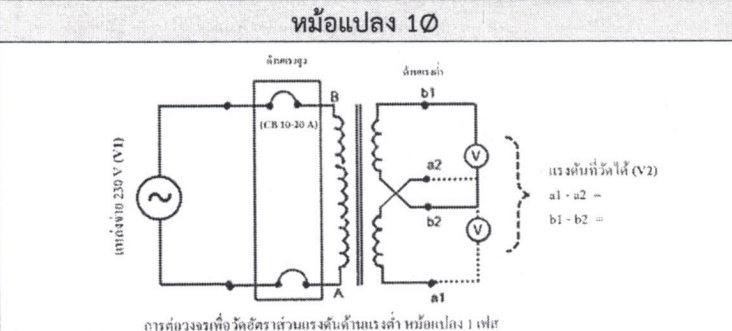 หม้อแปลง 1Ø
ด้านแรงสูง
ด้านแรงต่ำ
B
b1
(CB 10-20 A)
V
แหล่งจ่าย 230 V (V1)
a2
แรงดันที่วัดได้ (V2)
a1 - a2 =
b2
b1 - b2 =
V
A
a1
การต่อวงจรเพื่อวัดอัตราส่วนแรงดันด้านแรงต่ำ หม้อแปลง 1 เฟส